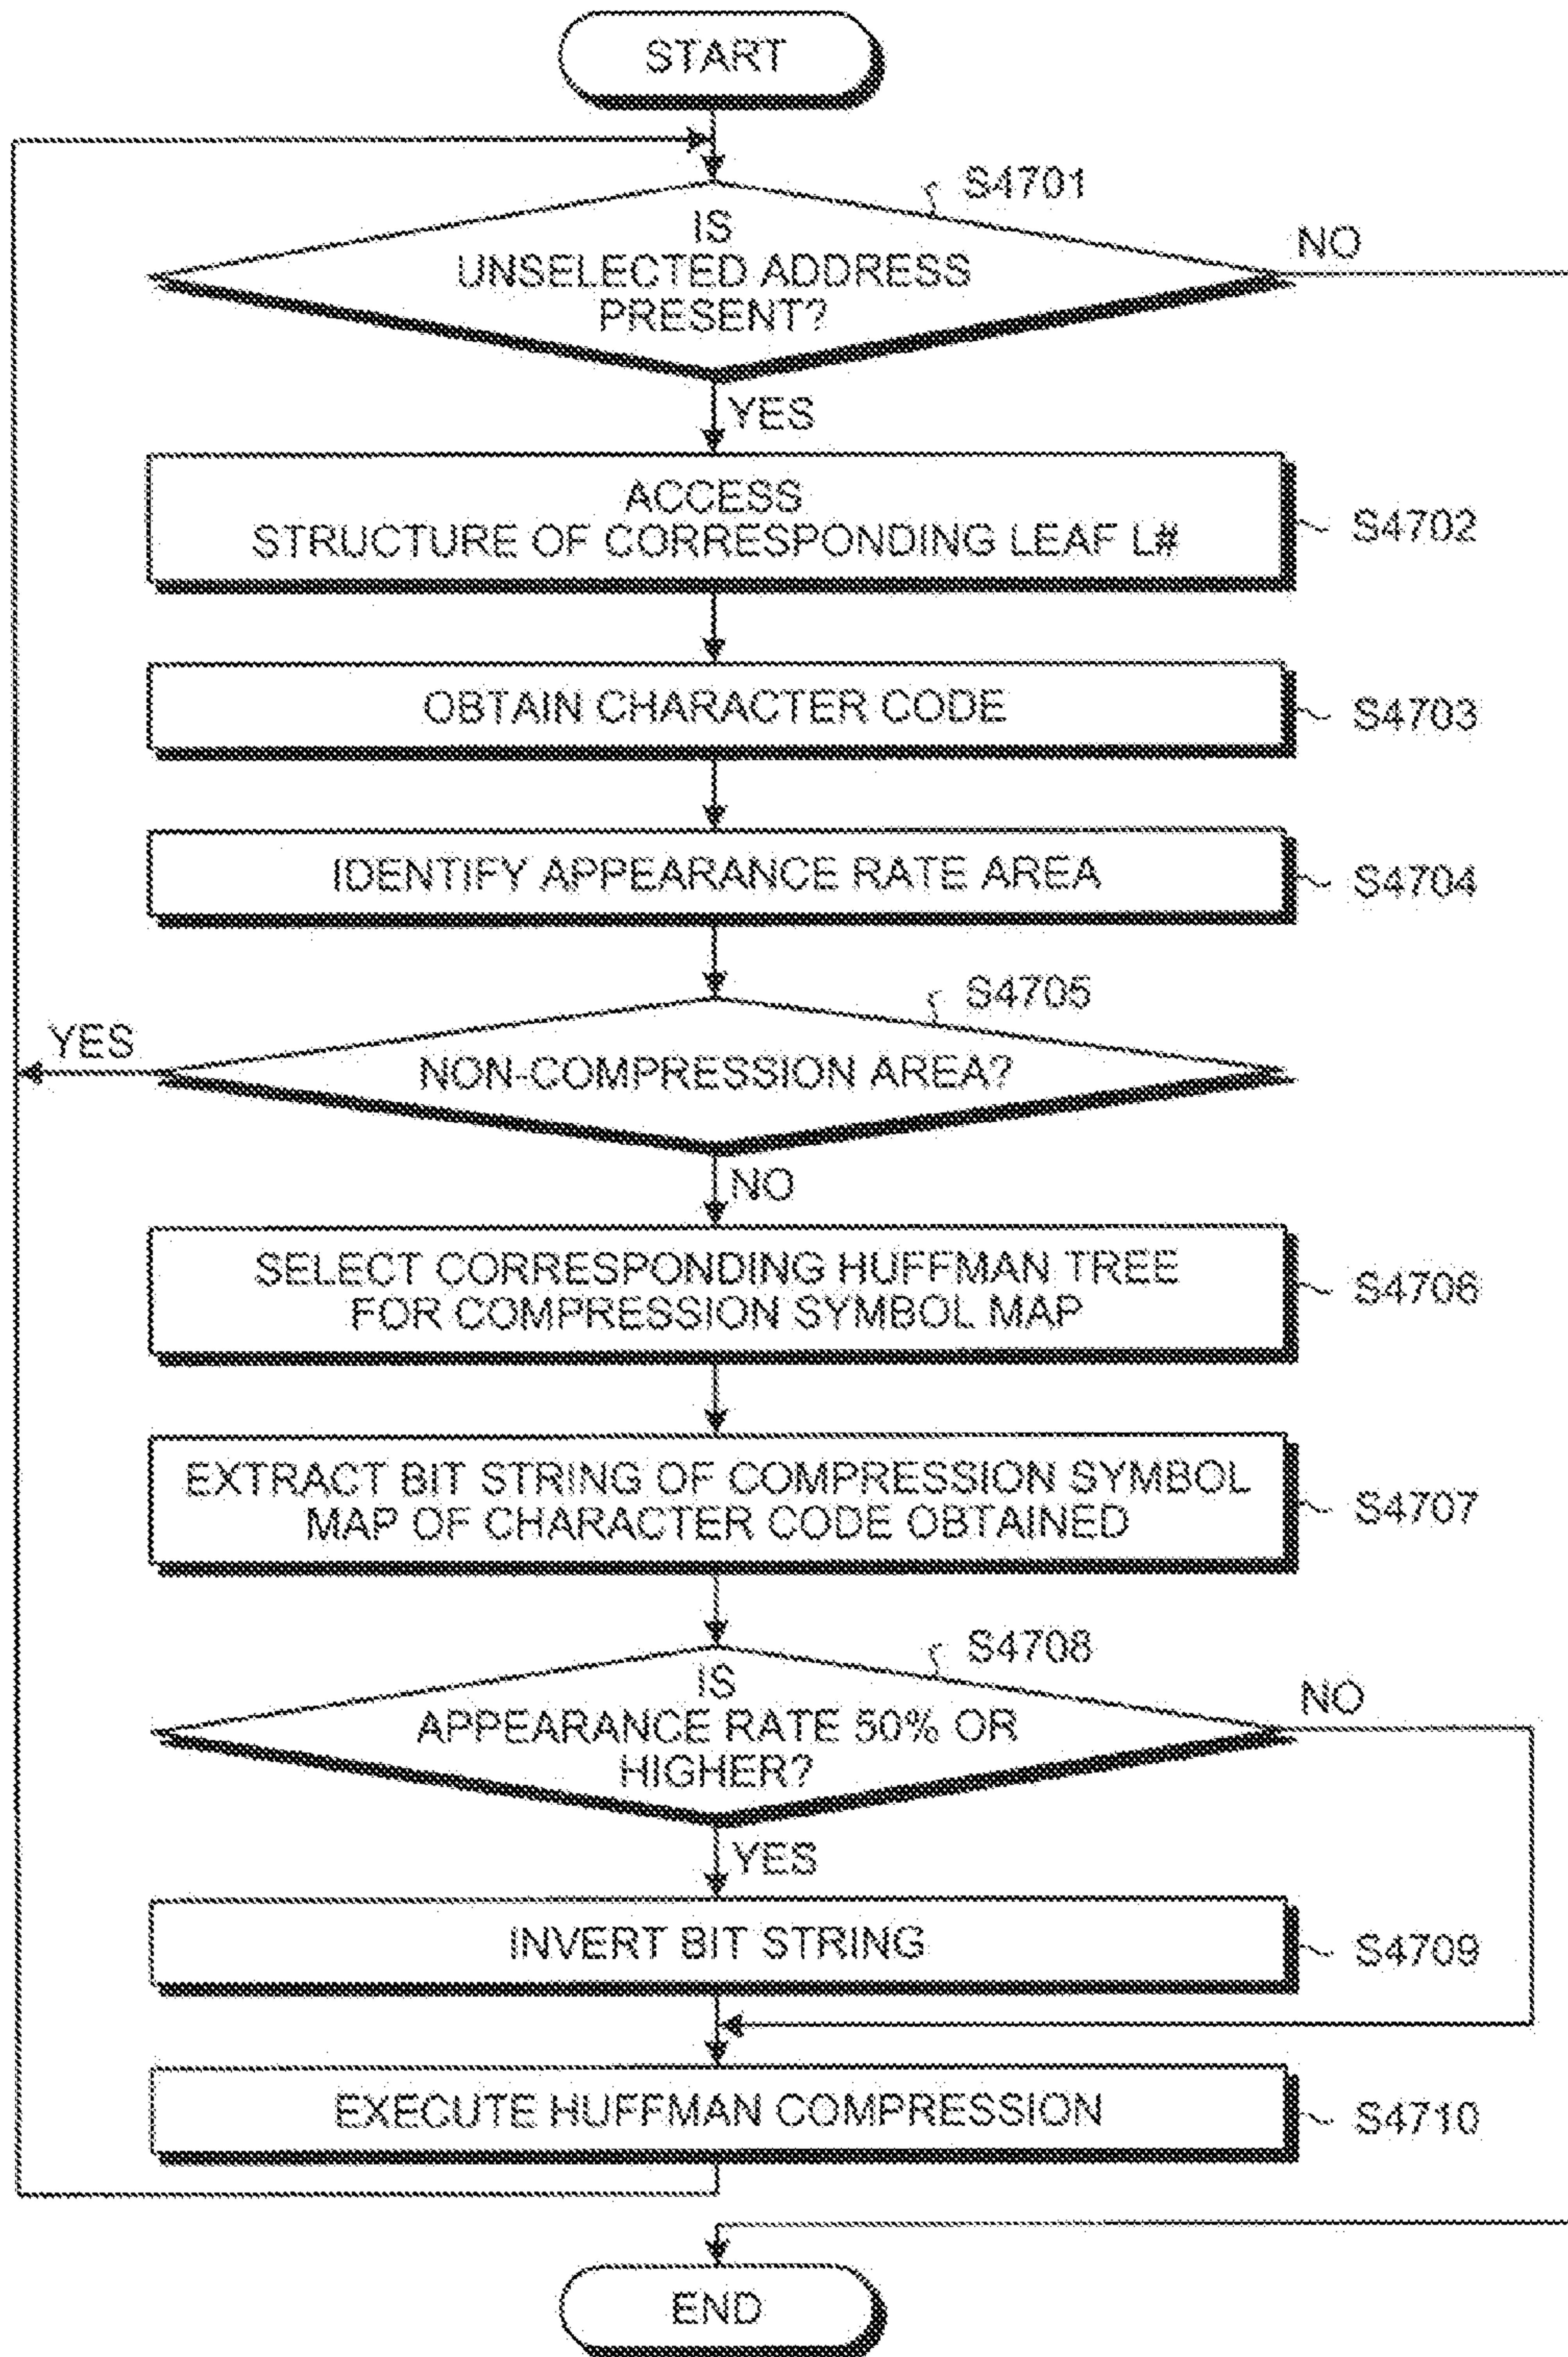 START
S4701
IS
UNSELECTED ADDRESS
PRESENT?
NO
YES
ACCESS
STRUCTURE OF CORRESPONDING LEAF L#
S4702
OBTAIN CHARACTER CODE
S4703
IDENTIFY APPEARANCE RATE AREA
S4704
S4705
YES
NON-COMPRESSION AREA?
NO
SELECT CORRESPONDING HUFFMAN TREE
FOR COMPRESSION SYMBOL MAP
S4706
EXTRACT BIT STRING OF COMPRESSION SYMBOL
MAP OF CHARACTER CODE OBTAINED
S4707
S4708
IS
APPEARANCE RATE 50% OR
HIGHER?
NO
YES
INVERT BIT STRING
S4709
EXECUTE HUFFMAN COMPRESSION
S4710
END